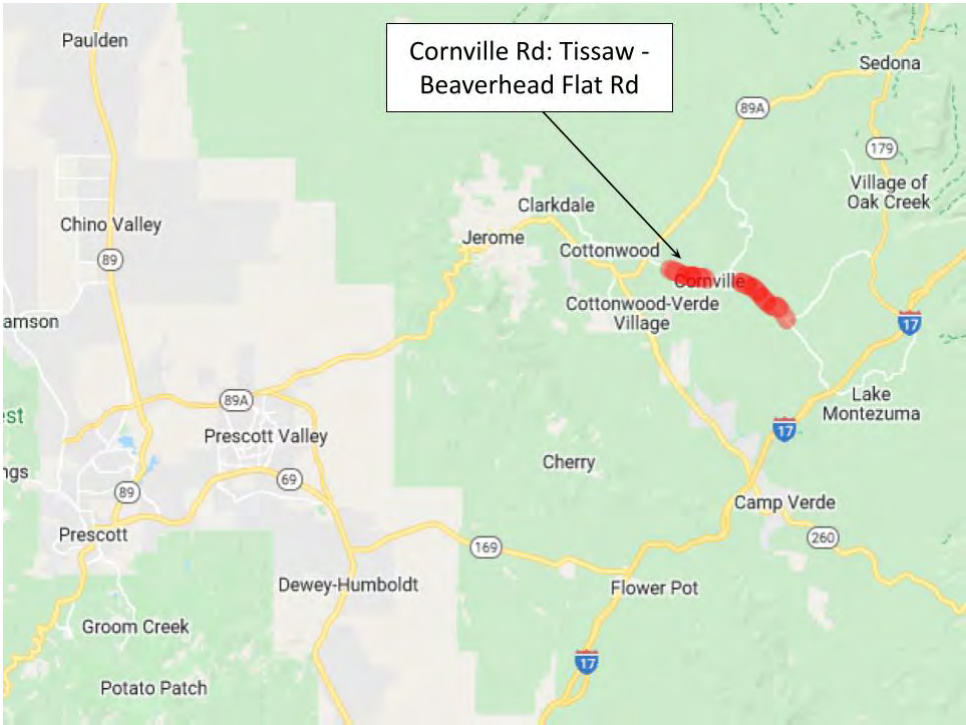 Paulden
Cornville Rd: Tissaw -
Beaverhead Flat Rd
Sedona
89A
179
Village of
Oak Creek
Clarkdale
Chino Valley
Jerome
89
Cottonwood
Cornville
17
Cottonwood-Verde
Village
amson
89A
Lake
Montezuma
est
17
Prescott Valley
Cherry
ngs
69
89
Camp Verde
Prescott
260
169
Dewey-Humboldt
Flower Pot
Groom Creek
17
Potato Patch